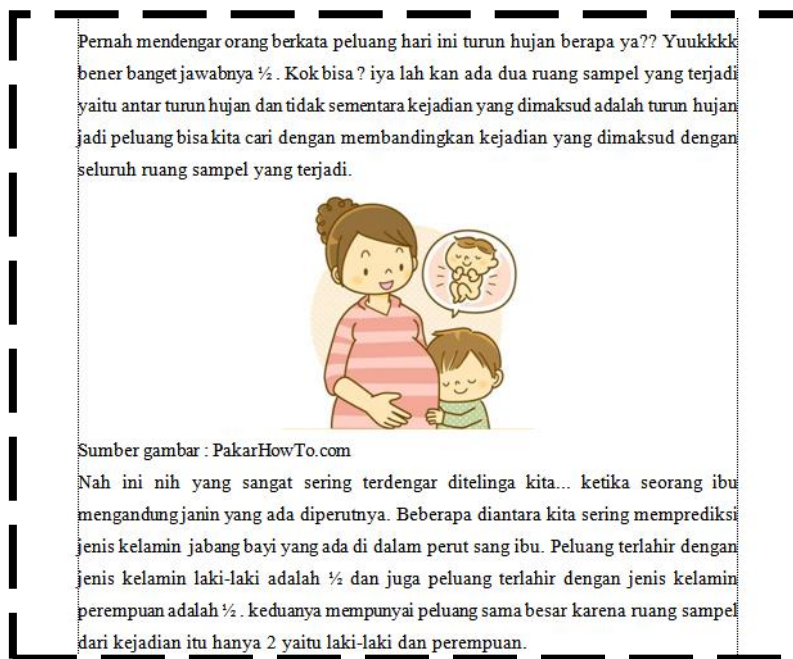 Pernah mendengar orang berkata peluang hari ini turun hujan berapa ya?? Yuukkkk
bener banget jawabnya ½ . Kok bisa ? iya lah kan ada dua ruang sampel yang terjadi
yaitu antar turun hujan dan tidak sementara kejadian yang dimaksud adalah turun hujan
jadi peluang bisa kita cari dengan membandingkan kejadian yang dimaksud dengan
seluruh ruang sampel yang terjadi.
Sumber gambar : PakarHowTo.com
Nah ini nih yang sangat sering terdengar ditelinga kita... ketika seorang ibu
mengandung janin yang ada diperutnya. Beberapa diantara kita sering memprediksi
jenis kelamin jabang bayi yang ada di dalam perut sang ibu. Peluang terlahir dengan
jenis kelamin laki-laki adalah ½ dan juga peluang terlahir dengan jenis kelamin
perempuan adalah ½ . keduanya mempunyai peluang sama besar karena ruang sampel
dari kejadian itu hanya 2 yaitu laki-laki dan perempuan.